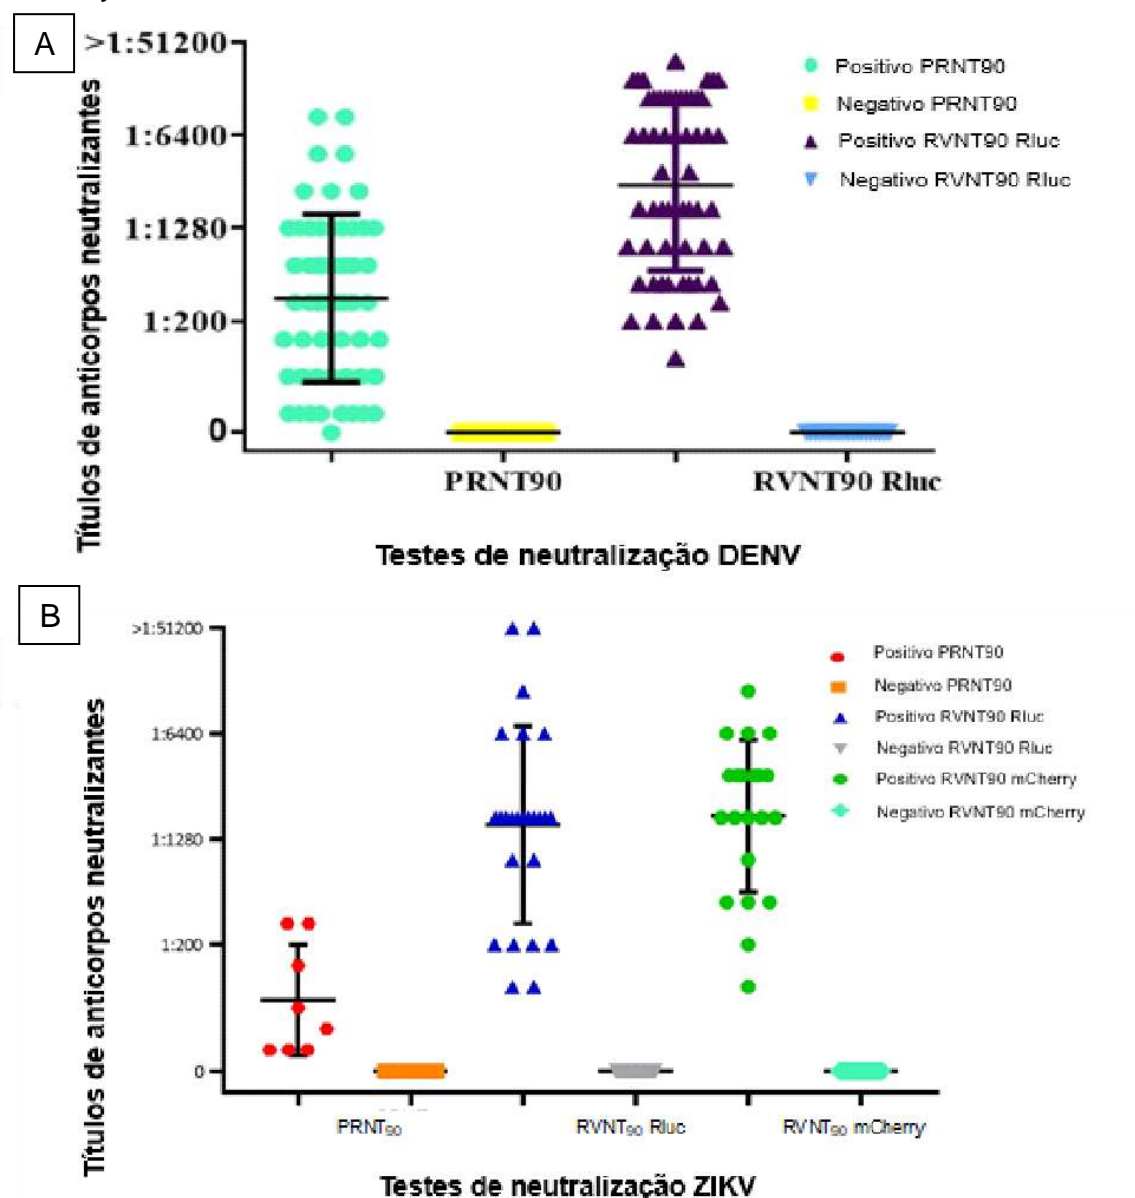 A
>1:51200
1:6400
1:1280
1:200
0
Títulos de anticorpos neutralizantes
Positivo PRNT90
Negativo PRNT90
Positivo RVNT90 Rluc
Negativo RVNT90 Rluc
PRNT90
RVNT90 Rluc
Testes de neutralização DENV
B
>1:51200
1:6400
1:1280
1:200
0
Títulos de anticorpos neutralizantes
Positivo PRNT90
Negativo PRNT90
Positivo RVNT90 Rluc
Negativo RVNT90 Rluc
Positivo RVNT90 mCherry
Negativo RVNT90 mCherry
PRNT90
RVNT90 Rluc
RVNT90 mCherry
Testes de neutralização ZIKV